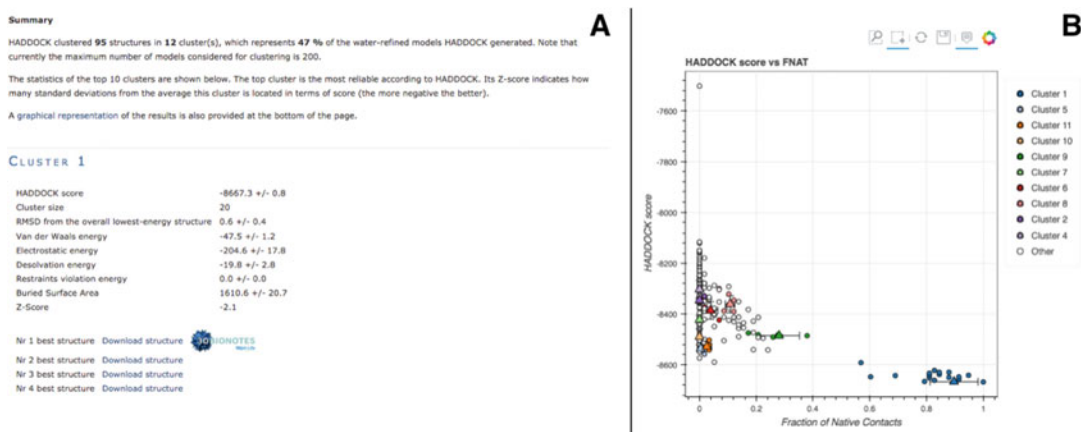 A
Summary
HADDOCK clustered 95 structures in 12 cluster(s), which represents 47 % of the water-refined models HADDOCK generated. Note that
currently the maximum number of models considered for clustering is 200.
The statistics of the top 10 clusters are shown below. The top cluster is the most reliable according to HADDOCK. Its Z-score indicates how
many standard deviations from the average this cluster is located in terms of score (the more negative the better).
A graphical representation of the results is also provided at the bottom of the page.
CLUSTER 1
HADDOCK score -8667.3 +/- 0.8
Cluster size 20
RMSD from the overall lowest-energy structure 0.6 +/- 0.4
Van der Waals energy -47.5 +/- 1.2
Electrostatic energy -204.6 +/- 17.8
Desolvation energy -19.8 +/- 2.8
Restraints violation energy 0.0 +/- 0.0
Buried Surface Area 1610.6 +/- 20.7
Z-Score -2.1
Nr 1 best structure Download structure 3DBIONOTES
Nr 2 best structure Download structure
Nr 3 best structure Download structure
Nr 4 best structure Download structure
B
HADDOCK score vs FNAT
-7600
-7800
-8000
-8200
-8400
-8600
HADDOCK score
0
0.2
0.4
0.6
0.8
1
Fraction of Native Contacts
Cluster 1
Cluster 5
Cluster 11
Cluster 10
Cluster 9
Cluster 7
Cluster 6
Cluster 8
Cluster 2
Cluster 4
Other